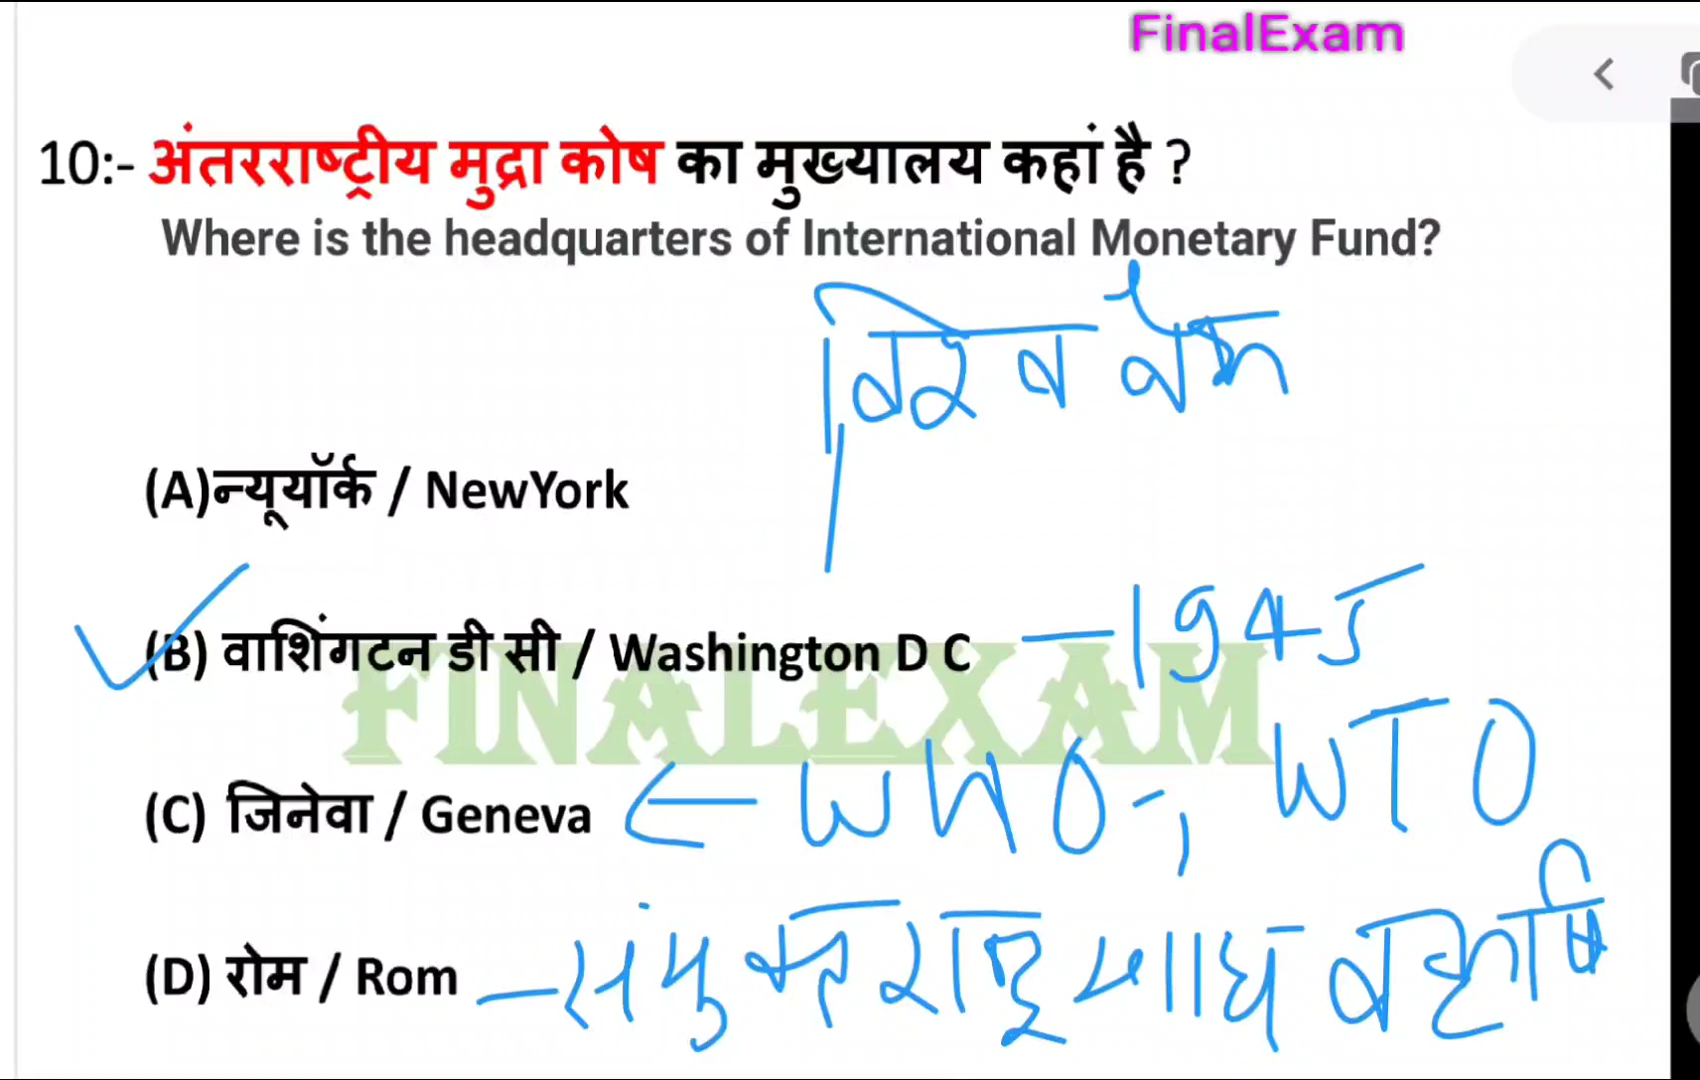 FinalExam
10:- अंतरराष्ट्रीय मुद्रा कोष का मुख्यालय कहां है ?
Where is the headquarters of International Monetary Fund?
विश्व बैंक
(A)न्यूयॉर्क / NewYork
(B) वाशिंगटन डी सी / Washington D C – 1945
FINALEXAM
(C) जिनेवा / Geneva ← WHO, WTO
(D) रोम / Rom – संयुक्त राष्ट्र खाद्य व कृषि